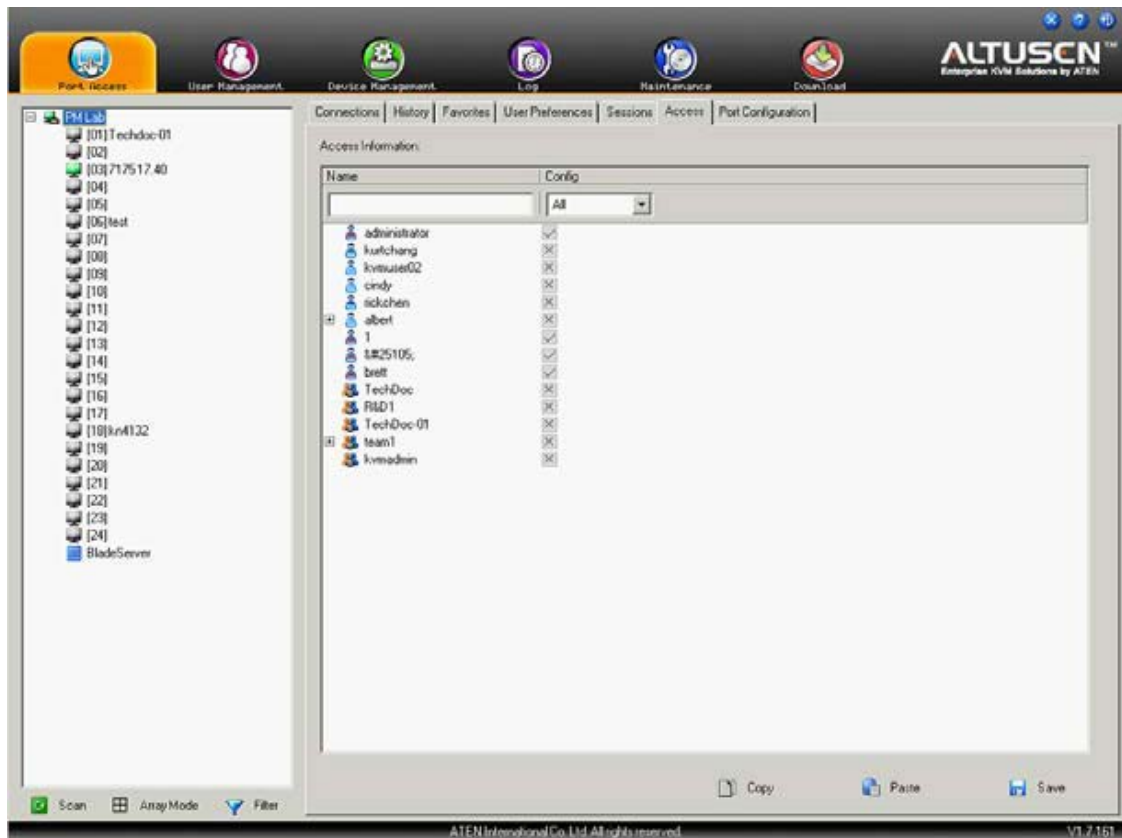 ALTUSEN™
Enterprise KVM Solutions by ATEN
Port Access
User Management
Device Management
Log
Maintenance
Download
PM Lab
[01]Techdoc-01
[02]
[03]717517.40
[04]
[05]
[06]test
[07]
[08]
[09]
[10]
[11]
[12]
[13]
[14]
[15]
[16]
[17]
[18]kn4132
[19]
[20]
[21]
[22]
[23]
[24]
BladeServer
Scan
Array Mode
Filter
Connections
History
Favorites
User Preferences
Sessions
Access
Port Configuration
Access Information:
Name
Config
All
administrator
kurtchang
kvmuser02
cindy
rickchen
albert
1
&#25105;
brett
TechDoc
R&D1
TechDoc-01
team1
kvmadmin
Copy
Paste
Save
ATEN International Co. Ltd. All rights reserved.
V1.7.161